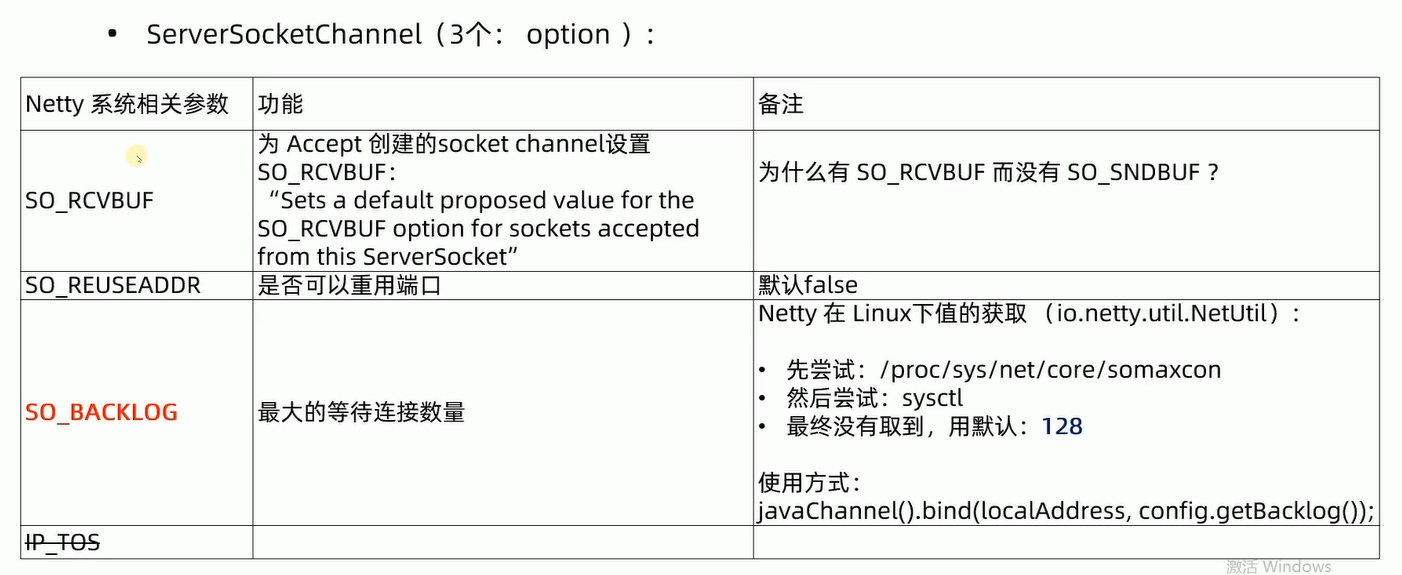 • ServerSocketChannel（3个： option ）:
Netty 系统相关参数
功能
备注
SO_RCVBUF
为 Accept 创建的socket channel设置
SO_RCVBUF：
“Sets a default proposed value for the
SO_RCVBUF option for sockets accepted
from this ServerSocket”
为什么有 SO_RCVBUF 而没有 SO_SNDBUF ？
SO_REUSEADDR
是否可以重用端口
默认false
SO_BACKLOG
最大的等待连接数量
Netty 在 Linux下值的获取 （io.netty.util.NetUtil）:
• 先尝试：/proc/sys/net/core/somaxcon
• 然后尝试：sysctl
• 最终没有取到，用默认：128
使用方式：
javaChannel().bind(localAddress, config.getBacklog());
IP_TOS
激活 Windows